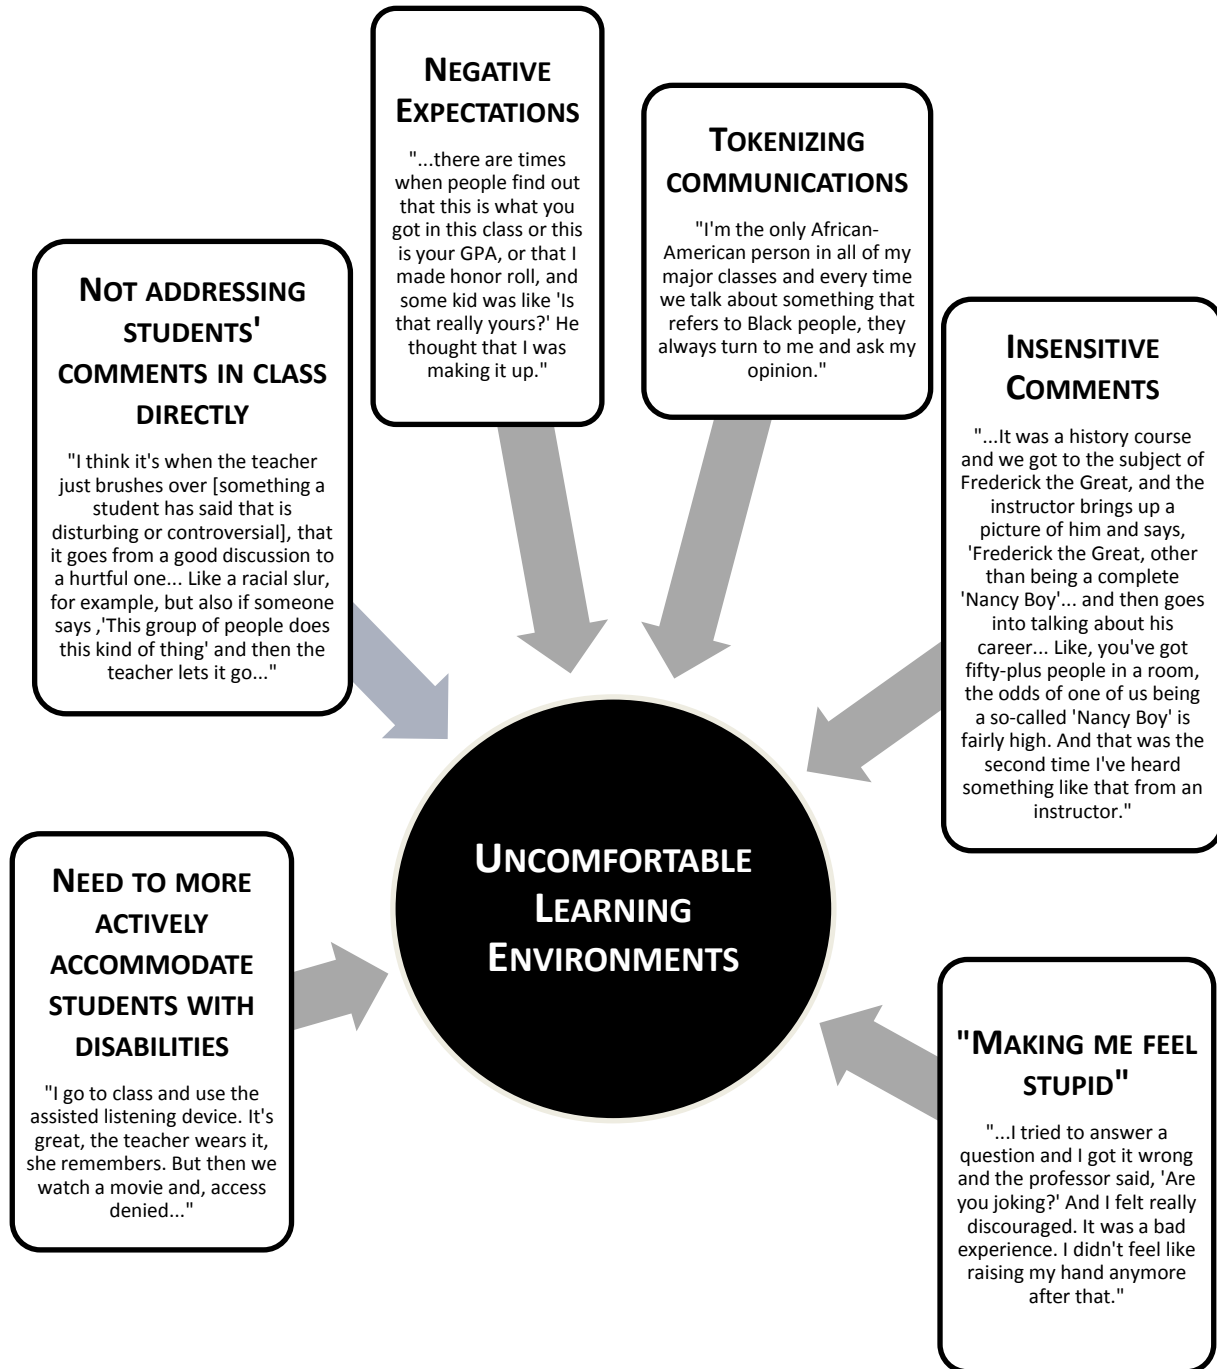 NEGATIVE
EXPECTATIONS
"...there are times
when people find out
that this is what you
got in this class or this
is your GPA, or that I
made honor roll, and
some kid was like 'Is
that really yours?' He
thought that I was
making it up."
TOKENIZING
COMMUNICATIONS
"I'm the only African-
American person in all of my
major classes and every time
we talk about something that
refers to Black people, they
always turn to me and ask my
opinion."
NOT ADDRESSING
STUDENTS'
COMMENTS IN CLASS
DIRECTLY
"I think it's when the teacher
just brushes over [something a
student has said that is
disturbing or controversial], that
it goes from a good discussion to
a hurtful one... Like a racial slur,
for example, but also if someone
says ,'This group of people does
this kind of thing' and then the
teacher lets it go..."
INSENSITIVE
COMMENTS
"...It was a history course
and we got to the subject of
Frederick the Great, and the
instructor brings up a
picture of him and says,
'Frederick the Great, other
than being a complete
'Nancy Boy'... and then goes
into talking about his
career... Like, you've got
fifty-plus people in a room,
the odds of one of us being
a so-called 'Nancy Boy' is
fairly high. And that was the
second time I've heard
something like that from an
instructor."
UNCOMFORTABLE
LEARNING
ENVIRONMENTS
NEED TO MORE
ACTIVELY
ACCOMMODATE
STUDENTS WITH
DISABILITIES
"I go to class and use the
assisted listening device. It's
great, the teacher wears it,
she remembers. But then we
watch a movie and, access
denied..."
"MAKING ME FEEL
STUPID"
"...I tried to answer a
question and I got it wrong
and the professor said, 'Are
you joking?' And I felt really
discouraged. It was a bad
experience. I didn't feel like
raising my hand anymore
after that."